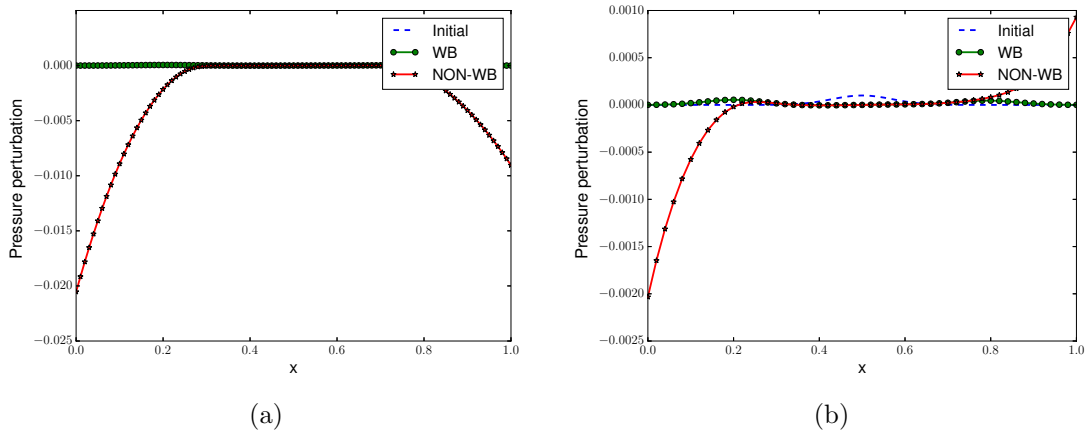 Initial
WB
NON-WB
0.000
−0.005
−0.010
−0.015
−0.020
−0.025
0.0 0.2 0.4 0.6 0.8 1.0
x
Pressure perturbation
(a)
Initial
WB
NON-WB
0.0010
0.0005
0.0000
−0.0005
−0.0010
−0.0015
−0.0020
−0.0025
0.0 0.2 0.4 0.6 0.8 1.0
x
Pressure perturbation
(b)